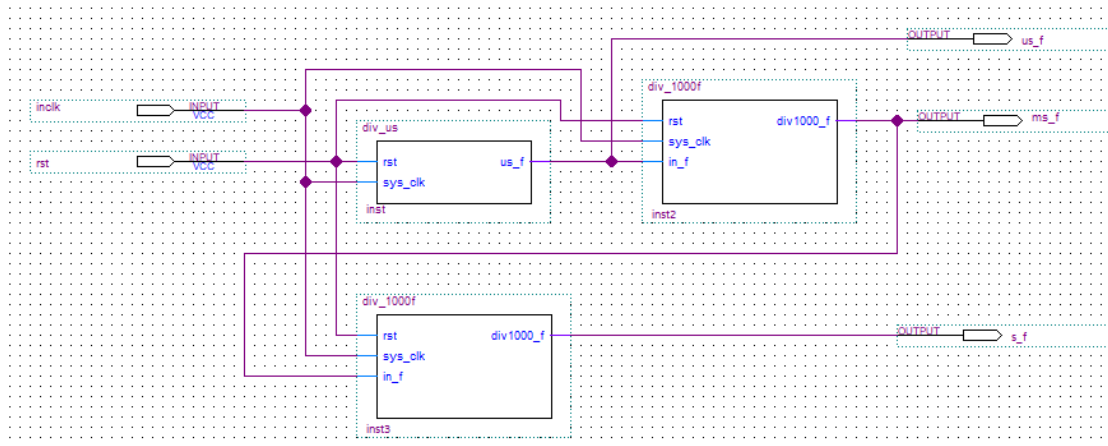 OUTPUT
us_f
div_1000f
inclk
INPUT
VCC
rst
div1000_f
OUTPUT
ms_f
sys_clk
div_us
rst
INPUT
VCC
rst
us_f
in_f
sys_clk
inst
inst2
div_1000f
rst
div1000_f
OUTPUT
s_f
sys_clk
in_f
inst3